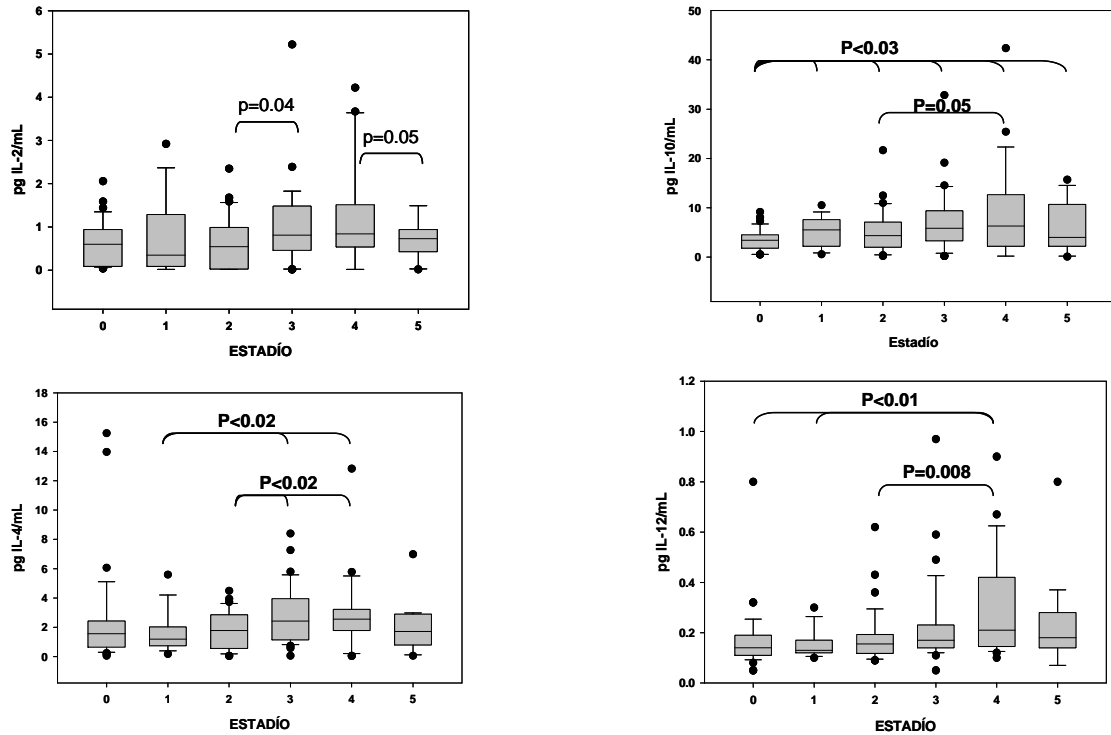 6
5
4
3
2
1
0
pg IL-2/mL
p=0.04
p=0.05
0 1 2 3 4 5
ESTADÍO
50
40
30
20
10
0
pg IL-10/mL
P<0.03
P=0.05
0 1 2 3 4 5
Estadío
18
16
14
12
10
8
6
4
2
0
pg IL-4/mL
P<0.02
P<0.02
0 1 2 3 4 5
ESTADÍO
1.2
1.0
0.8
0.6
0.4
0.2
0.0
pg IL-12/mL
P<0.01
P=0.008
0 1 2 3 4 5
ESTADÍO